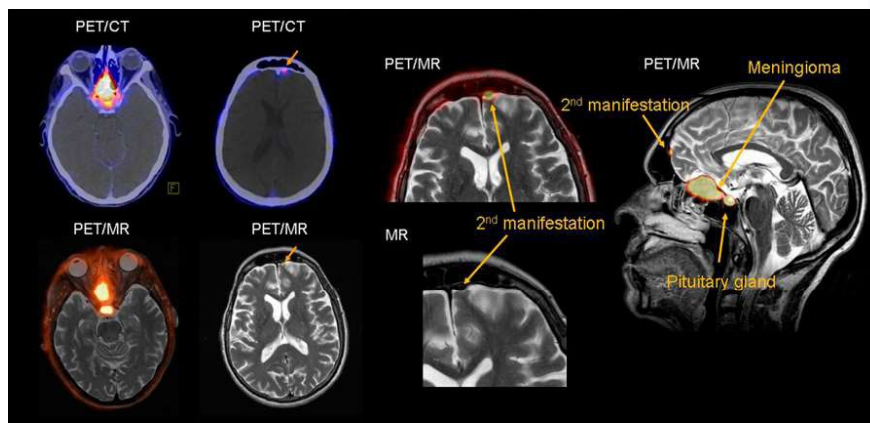 PET/CT
PET/CT
PET/MR
PET/MR
Meningioma
2nd manifestation
F
PET/MR
PET/MR
MR
2nd manifestation
Pituitary gland